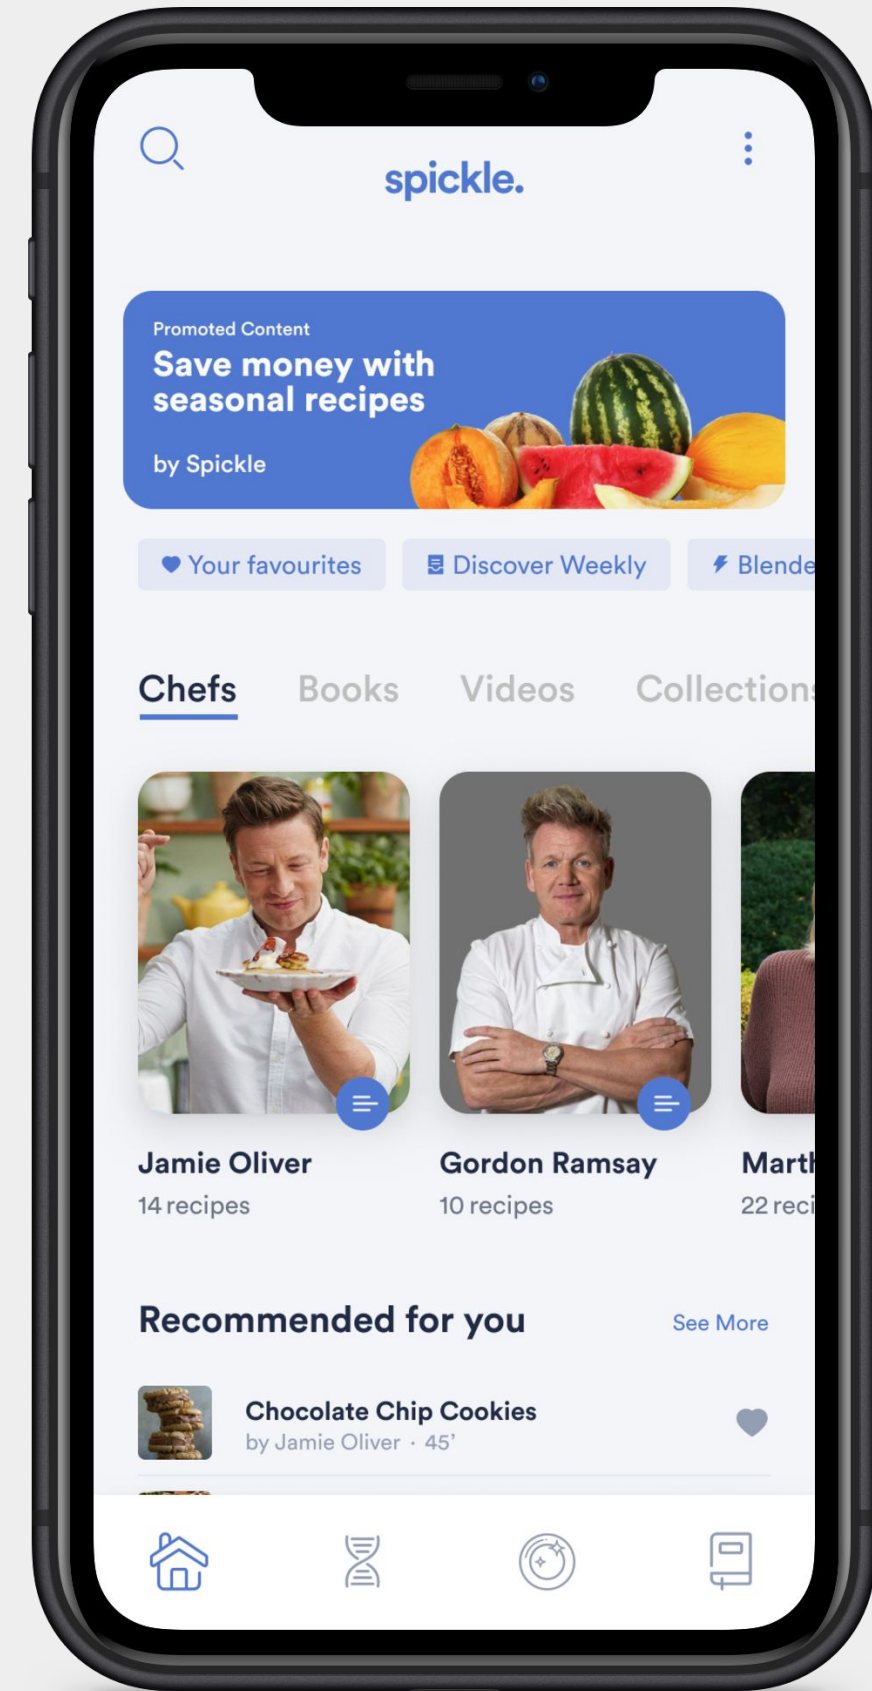 spickle.
Promoted Content
Save money with
seasonal recipes
by Spickle
Your favourites
Discover Weekly
Blende
Chefs
Books
Videos
Collections
Jamie Oliver
14 recipes
Gordon Ramsay
10 recipes
Marth
22 reci
Recommended for you
See More
Chocolate Chip Cookies
by Jamie Oliver · 45’